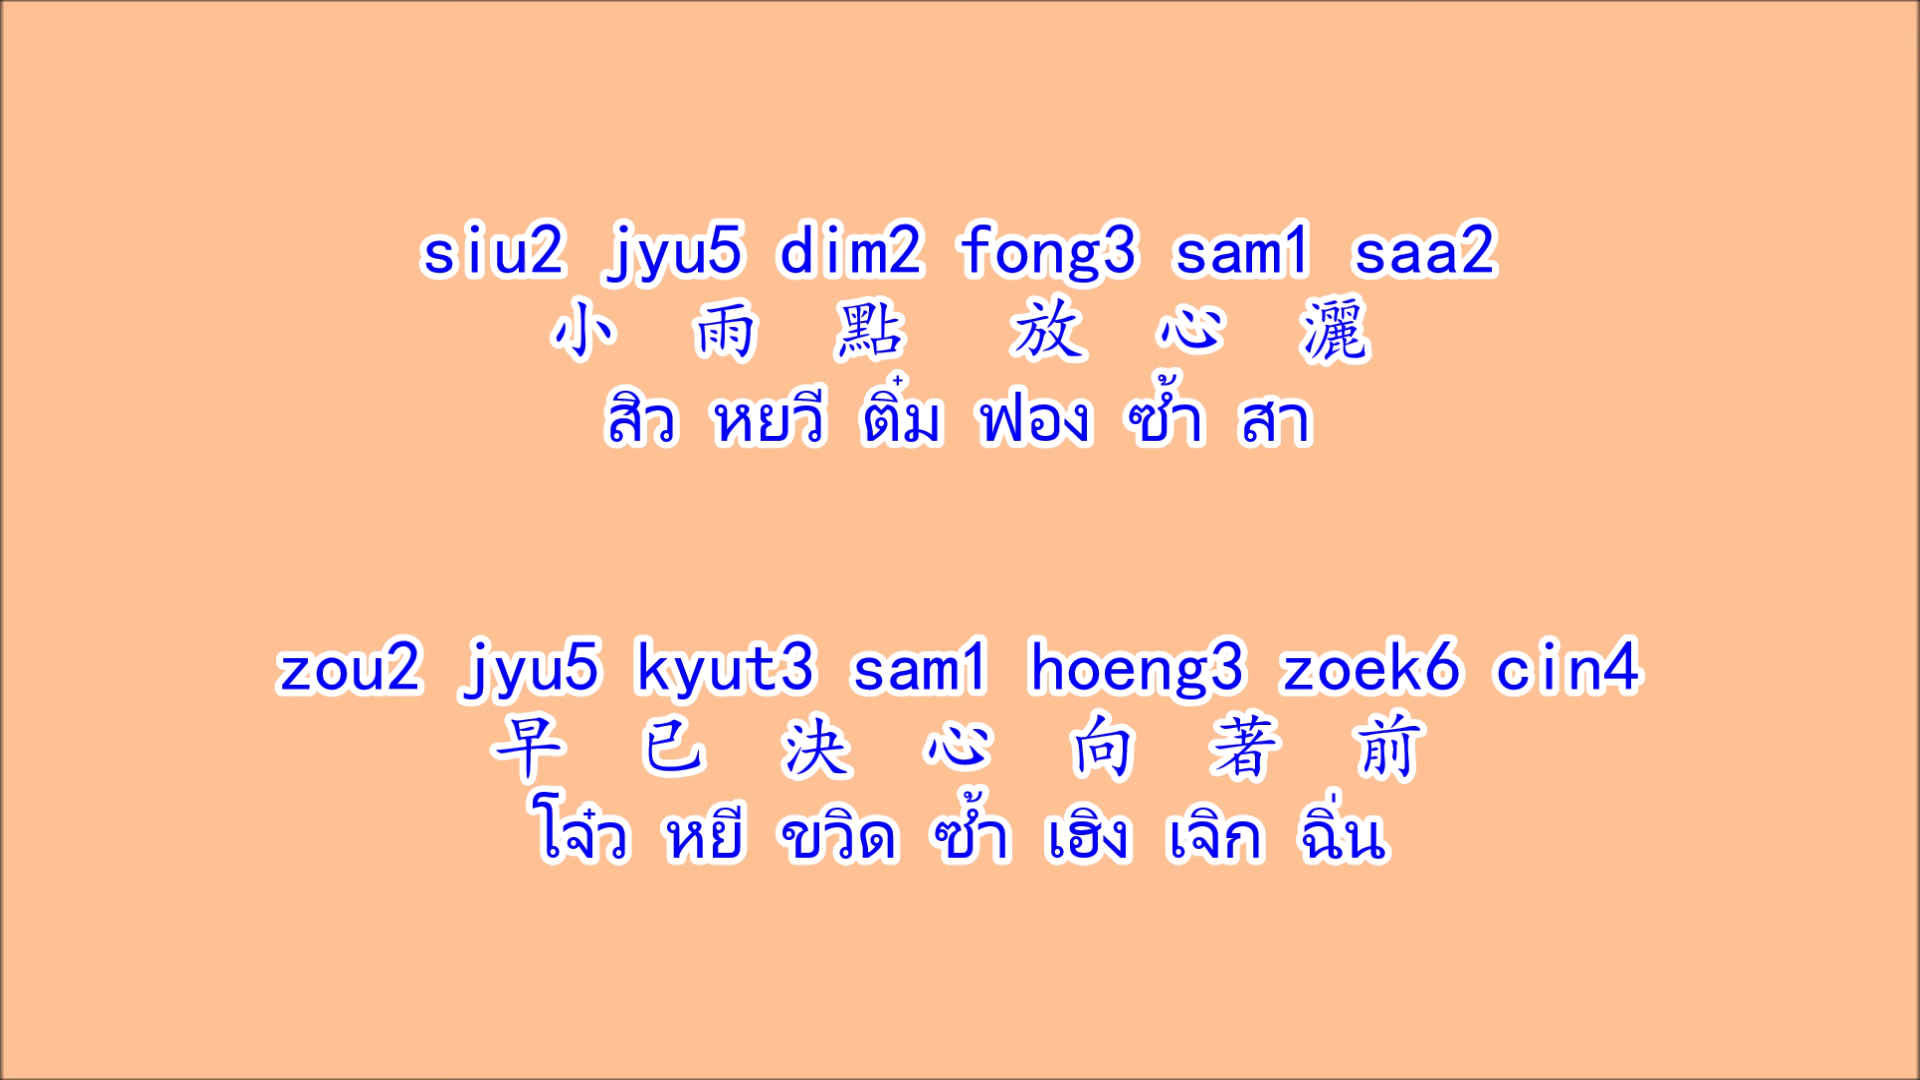 siu2 jyu5 dim2 fong3 sam1 saa2
小 雨 點 放 心 灑
สิว หยวี ติ๋ม ฟอง ซ้ำ สา
zou2 jyu5 kyut3 sam1 hoeng3 zoek6 cin4
早 已 決 心 向 著 前
โจ๋ว หยี ขวิด ซ้ำ เฮิง เจิก ฉิ่น